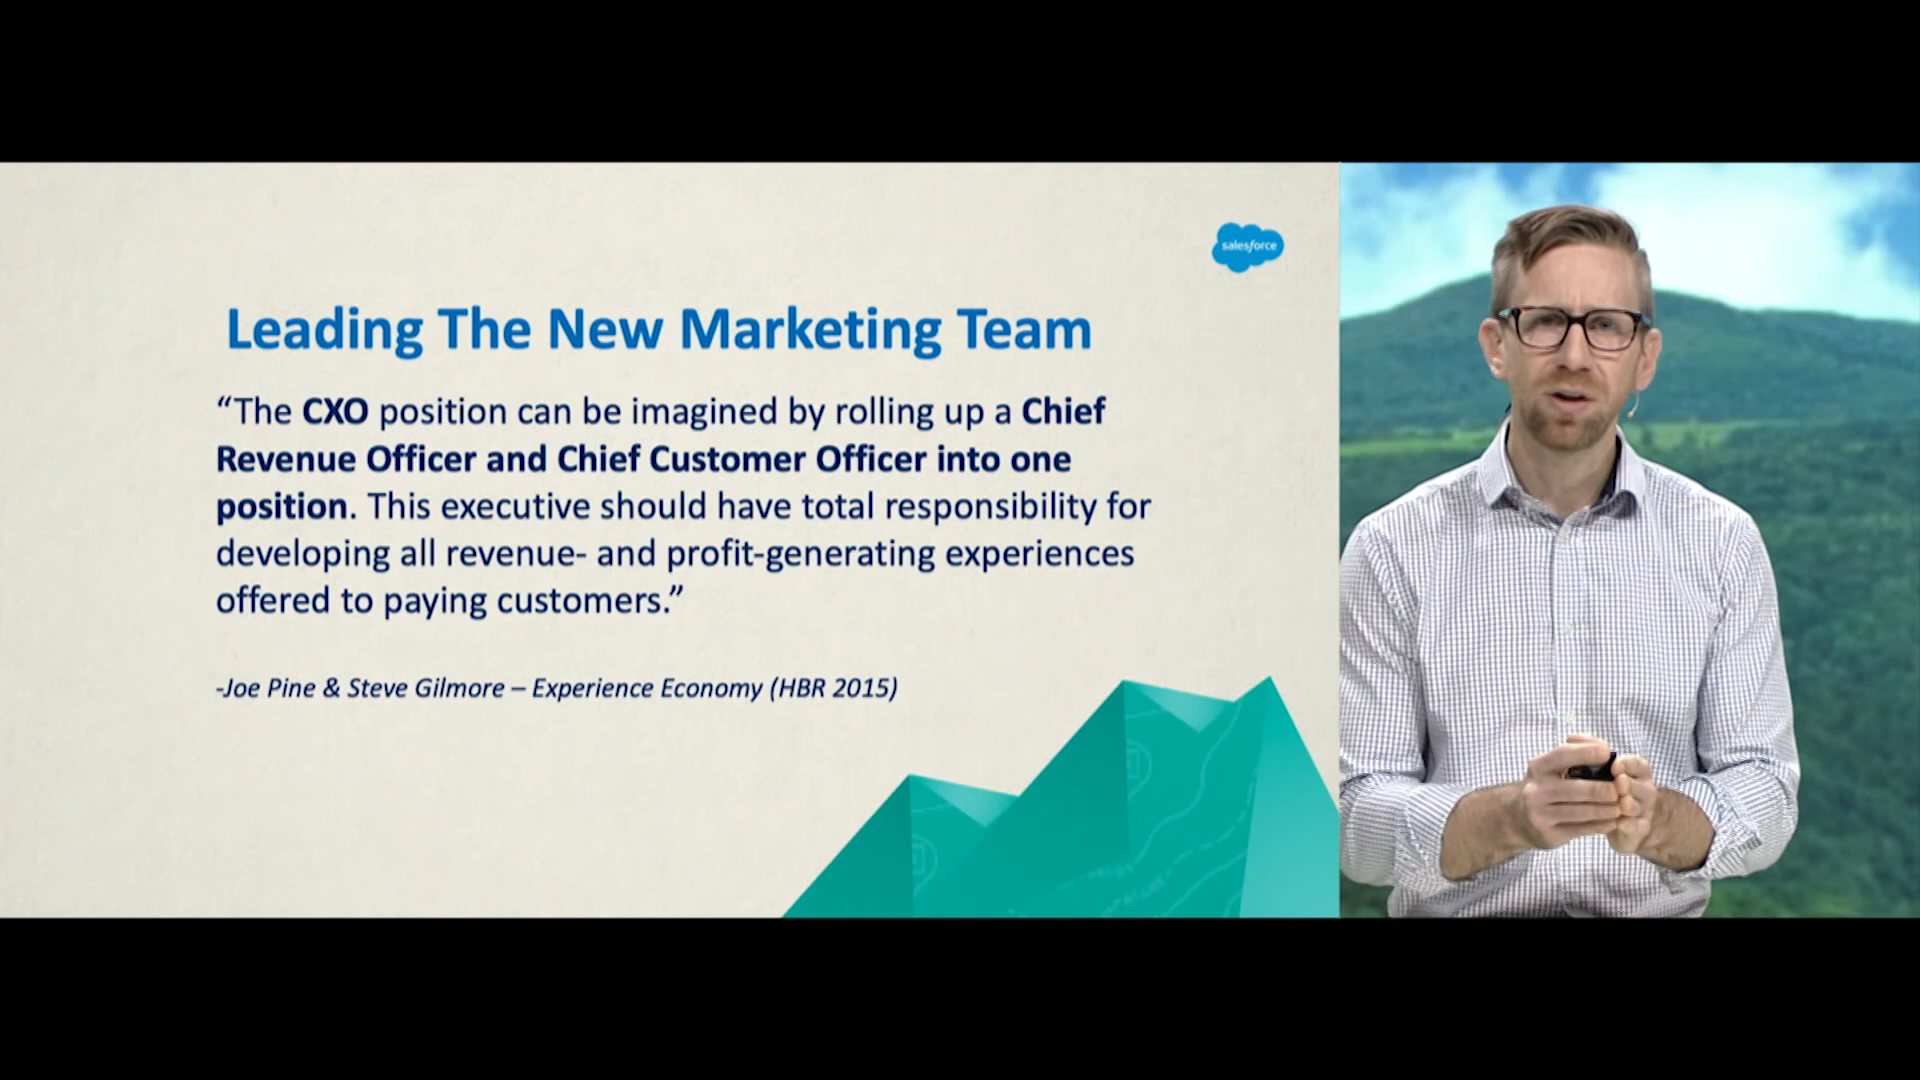 salesforce
Leading The New Marketing Team
“The CXO position can be imagined by rolling up a Chief
Revenue Officer and Chief Customer Officer into one
position. This executive should have total responsibility for
developing all revenue- and profit-generating experiences
offered to paying customers.”
-Joe Pine & Steve Gilmore – Experience Economy (HBR 2015)